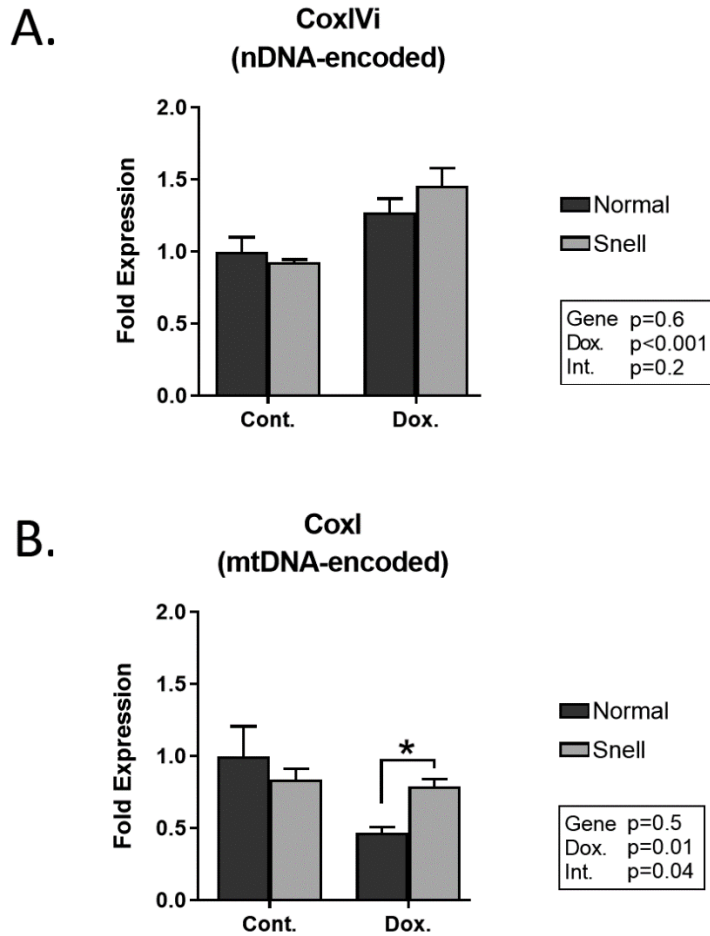 A.
CoxIVi
(nDNA-encoded)
2.0
1.5
1.0
0.5
0.0
Fold Expression
Cont.
Dox.
Normal
Snell
Gene p=0.6
Dox. p<0.001
Int. p=0.2
B.
CoxI
(mtDNA-encoded)
2.0
1.5
1.0
0.5
0.0
Fold Expression
*
Cont.
Dox.
Normal
Snell
Gene p=0.5
Dox. p=0.01
Int. p=0.04